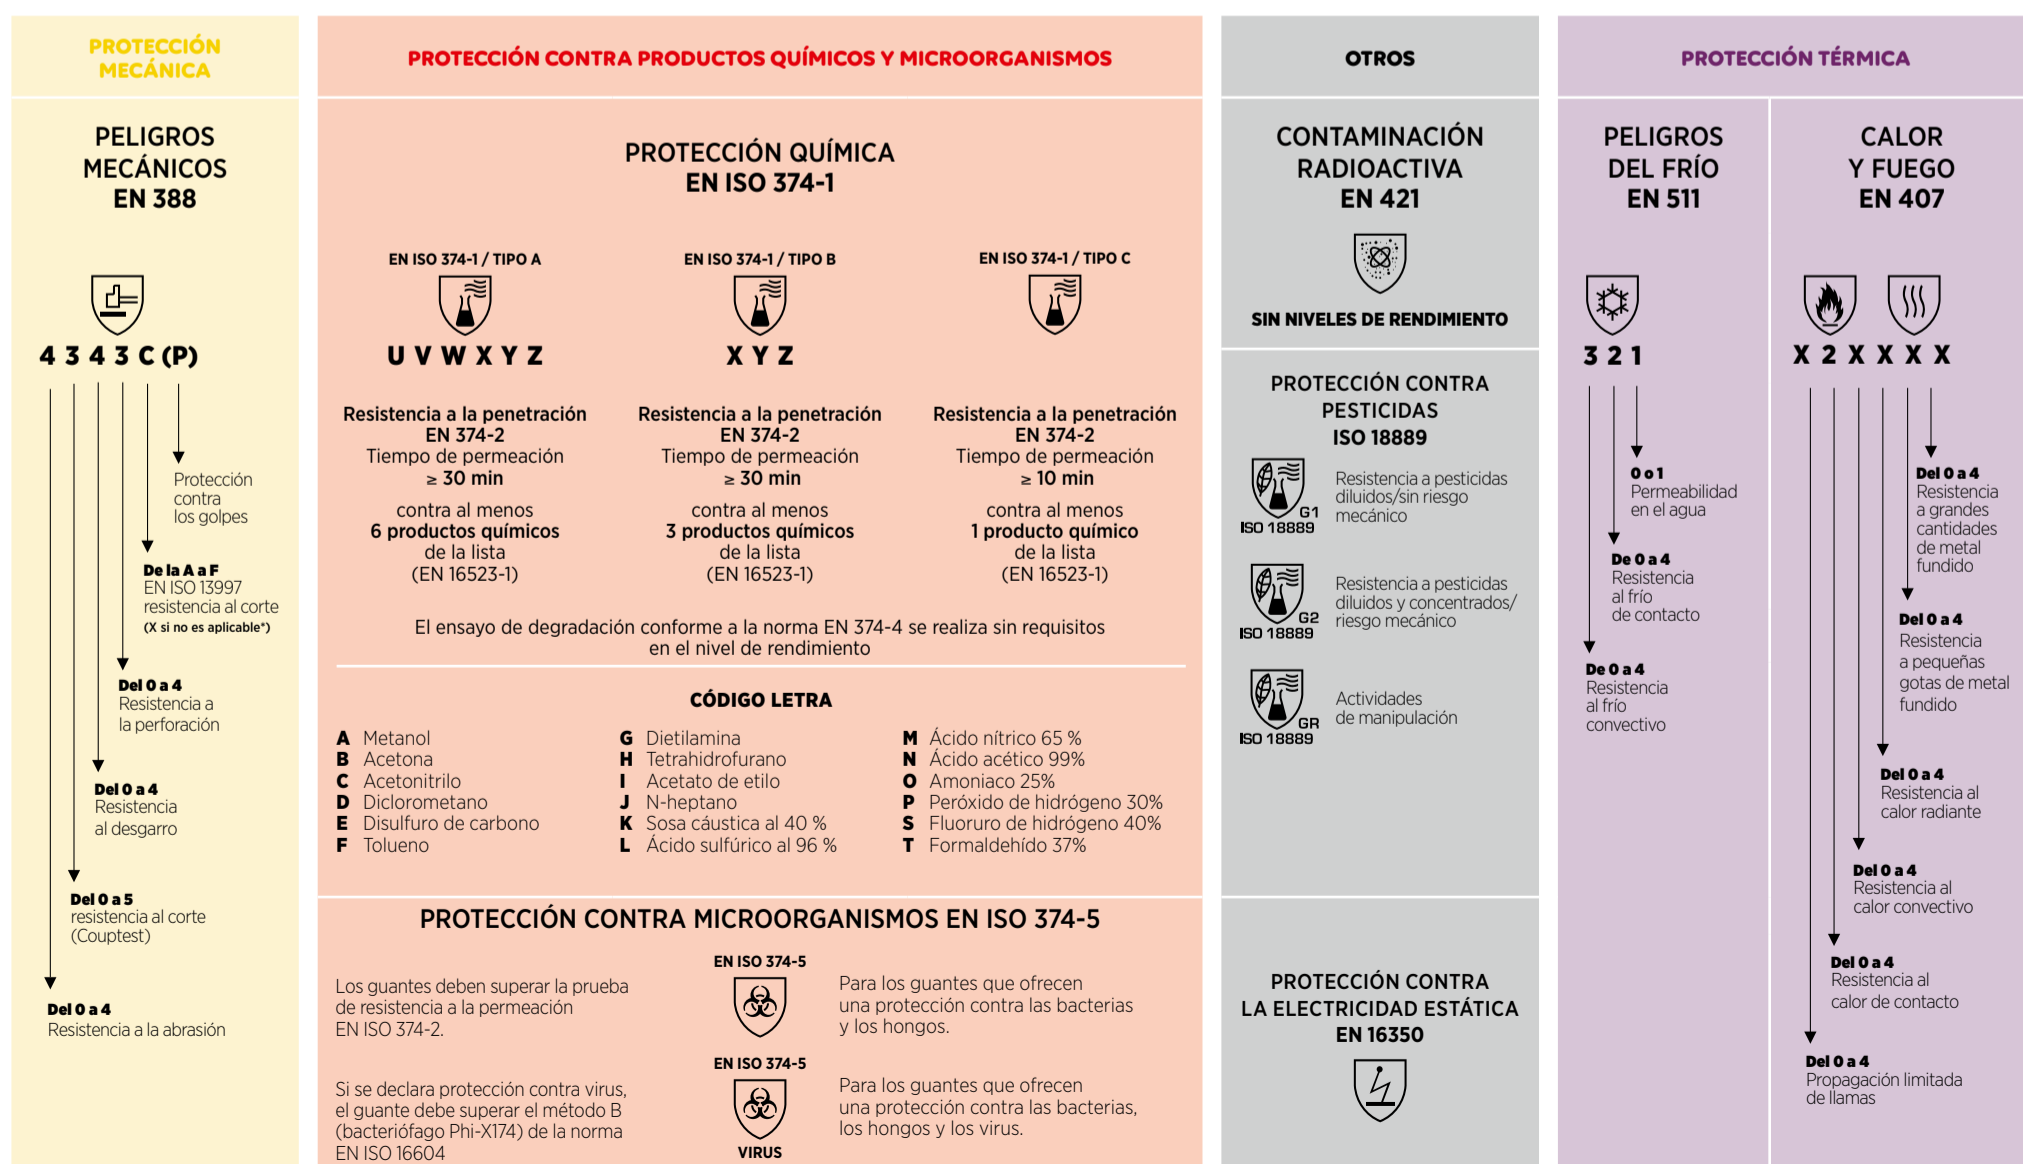 PROTECCIÓN
MECÁNICA
PELIGROS
MECÁNICOS
EN 388
4 3 4 3 C (P)
Protección
contra
los golpes
De la A a F
EN ISO 13997
resistencia al corte
(X si no es aplicable*)
Del 0 a 4
Resistencia a
la perforación
Del 0 a 4
Resistencia
al desgarro
Del 0 a 5
resistencia al corte
(Couptest)
Del 0 a 4
Resistencia a la abrasión
PROTECCIÓN CONTRA PRODUCTOS QUÍMICOS Y MICROORGANISMOS
PROTECCIÓN QUÍMICA
EN ISO 374-1
EN ISO 374-1 / TIPO A
U V W X Y Z
Resistencia a la penetración
EN 374-2
Tiempo de permeación
≥ 30 min
contra al menos
6 productos químicos
de la lista
(EN 16523-1)
EN ISO 374-1 / TIPO B
X Y Z
Resistencia a la penetración
EN 374-2
Tiempo de permeación
≥ 30 min
contra al menos
3 productos químicos
de la lista
(EN 16523-1)
EN ISO 374-1 / TIPO C
Resistencia a la penetración
EN 374-2
Tiempo de permeación
≥ 10 min
contra al menos
1 producto químico
de la lista
(EN 16523-1)
El ensayo de degradación conforme a la norma EN 374-4 se realiza sin requisitos
en el nivel de rendimiento
CÓDIGO LETRA
A Metanol
B Acetona
C Acetonitrilo
D Diclorometano
E Disulfuro de carbono
F Tolueno
G Dietilamina
H Tetrahidrofurano
I Acetato de etilo
J N-heptano
K Sosa cáustica al 40 %
L Ácido sulfúrico al 96 %
M Ácido nítrico 65 %
N Ácido acético 99%
O Amoniaco 25%
P Peróxido de hidrógeno 30%
S Fluoruro de hidrógeno 40%
T Formaldehído 37%
PROTECCIÓN CONTRA MICROORGANISMOS EN ISO 374-5
Los guantes deben superar la prueba
de resistencia a la permeación
EN ISO 374-2.
EN ISO 374-5
Para los guantes que ofrecen
una protección contra las bacterias
y los hongos.
Si se declara protección contra virus,
el guante debe superar el método B
(bacteriófago Phi-X174) de la norma
EN ISO 16604
EN ISO 374-5
VIRUS
Para los guantes que ofrecen
una protección contra las bacterias,
los hongos y los virus.
OTROS
CONTAMINACIÓN
RADIOACTIVA
EN 421
SIN NIVELES DE RENDIMIENTO
PROTECCIÓN CONTRA
PESTICIDAS
ISO 18889
G1
ISO 18889
Resistencia a pesticidas
diluidos/sin riesgo
mecánico
G2
ISO 18889
Resistencia a pesticidas
diluidos y concentrados/
riesgo mecánico
GR
ISO 18889
Actividades
de manipulación
PROTECCIÓN CONTRA
LA ELECTRICIDAD ESTÁTICA
EN 16350
PROTECCIÓN TÉRMICA
PELIGROS
DEL FRÍO
EN 511
3 2 1
0 o 1
Permeabilidad
en el agua
De 0 a 4
Resistencia
al frío
de contacto
De 0 a 4
Resistencia
al frío
convectivo
CALOR
Y FUEGO
EN 407
X 2 X X X X
Del 0 a 4
Resistencia
a grandes
cantidades
de metal
fundido
Del 0 a 4
Resistencia
a pequeñas
gotas de metal
fundido
Del 0 a 4
Resistencia al
calor radiante
Del 0 a 4
Resistencia al
calor convectivo
Del 0 a 4
Resistencia al
calor de contacto
Del 0 a 4
Propagación limitada
de llamas